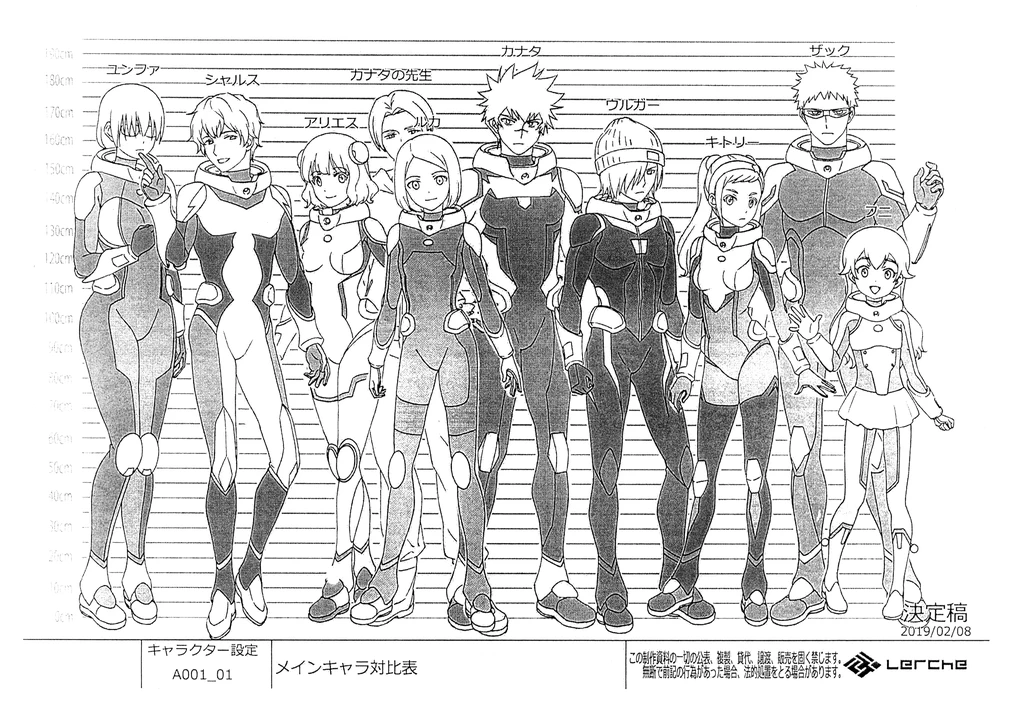 190cm
180cm
170cm
160cm
150cm
140cm
130cm
120cm
110cm
100cm
90cm
80cm
70cm
60cm
50cm
40cm
30cm
20cm
10cm
0cm
ユンファ
シャルス
アリエス
カナタの先生
ルカ
カナタ
ウルガー
キトリー
ザック
フニ
決定稿
2019/02/08
キャラクター設定
A001_01
メインキャラ対比表
この制作資料の一切の公表、複製、貸代、譲渡、販売を固く禁じます。
無断で前記の行為があった場合、法的処置をとる場合があります。
Lerche